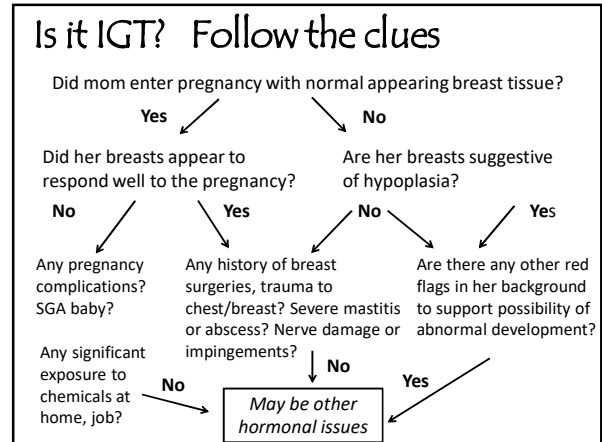 Is it IGT? Follow the clues
Did mom enter pregnancy with normal appearing breast tissue?
Yes
No
Did her breasts appear to
respond well to the pregnancy?
Are her breasts suggestive
of hypoplasia?
No
Yes
No
Yes
Any pregnancy
complications?
SGA baby?
Any history of breast
surgeries, trauma to
chest/breast? Severe mastitis
or abscess? Nerve damage or
impingements?
Are there any other red
flags in her background
to support possibility of
abnormal development?
Any significant
exposure to
chemicals at
home, job?
No
No
Yes
May be other
hormonal issues